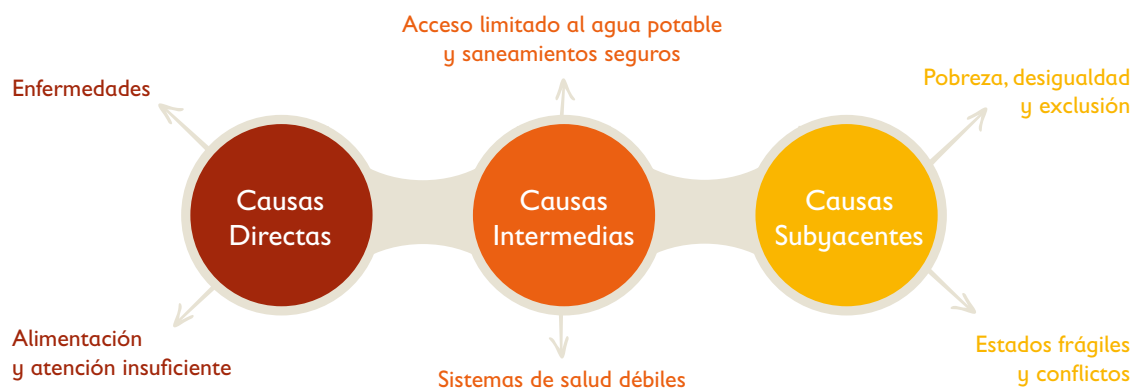 Acceso limitado al agua potable
y saneamientos seguros
Enfermedades
Pobreza, desigualdad
y exclusión
Causas
Directas
Causas
Intermedias
Causas
Subyacentes
Alimentación
y atención insuficiente
Sistemas de salud débiles
Estados frágiles
y conflictos